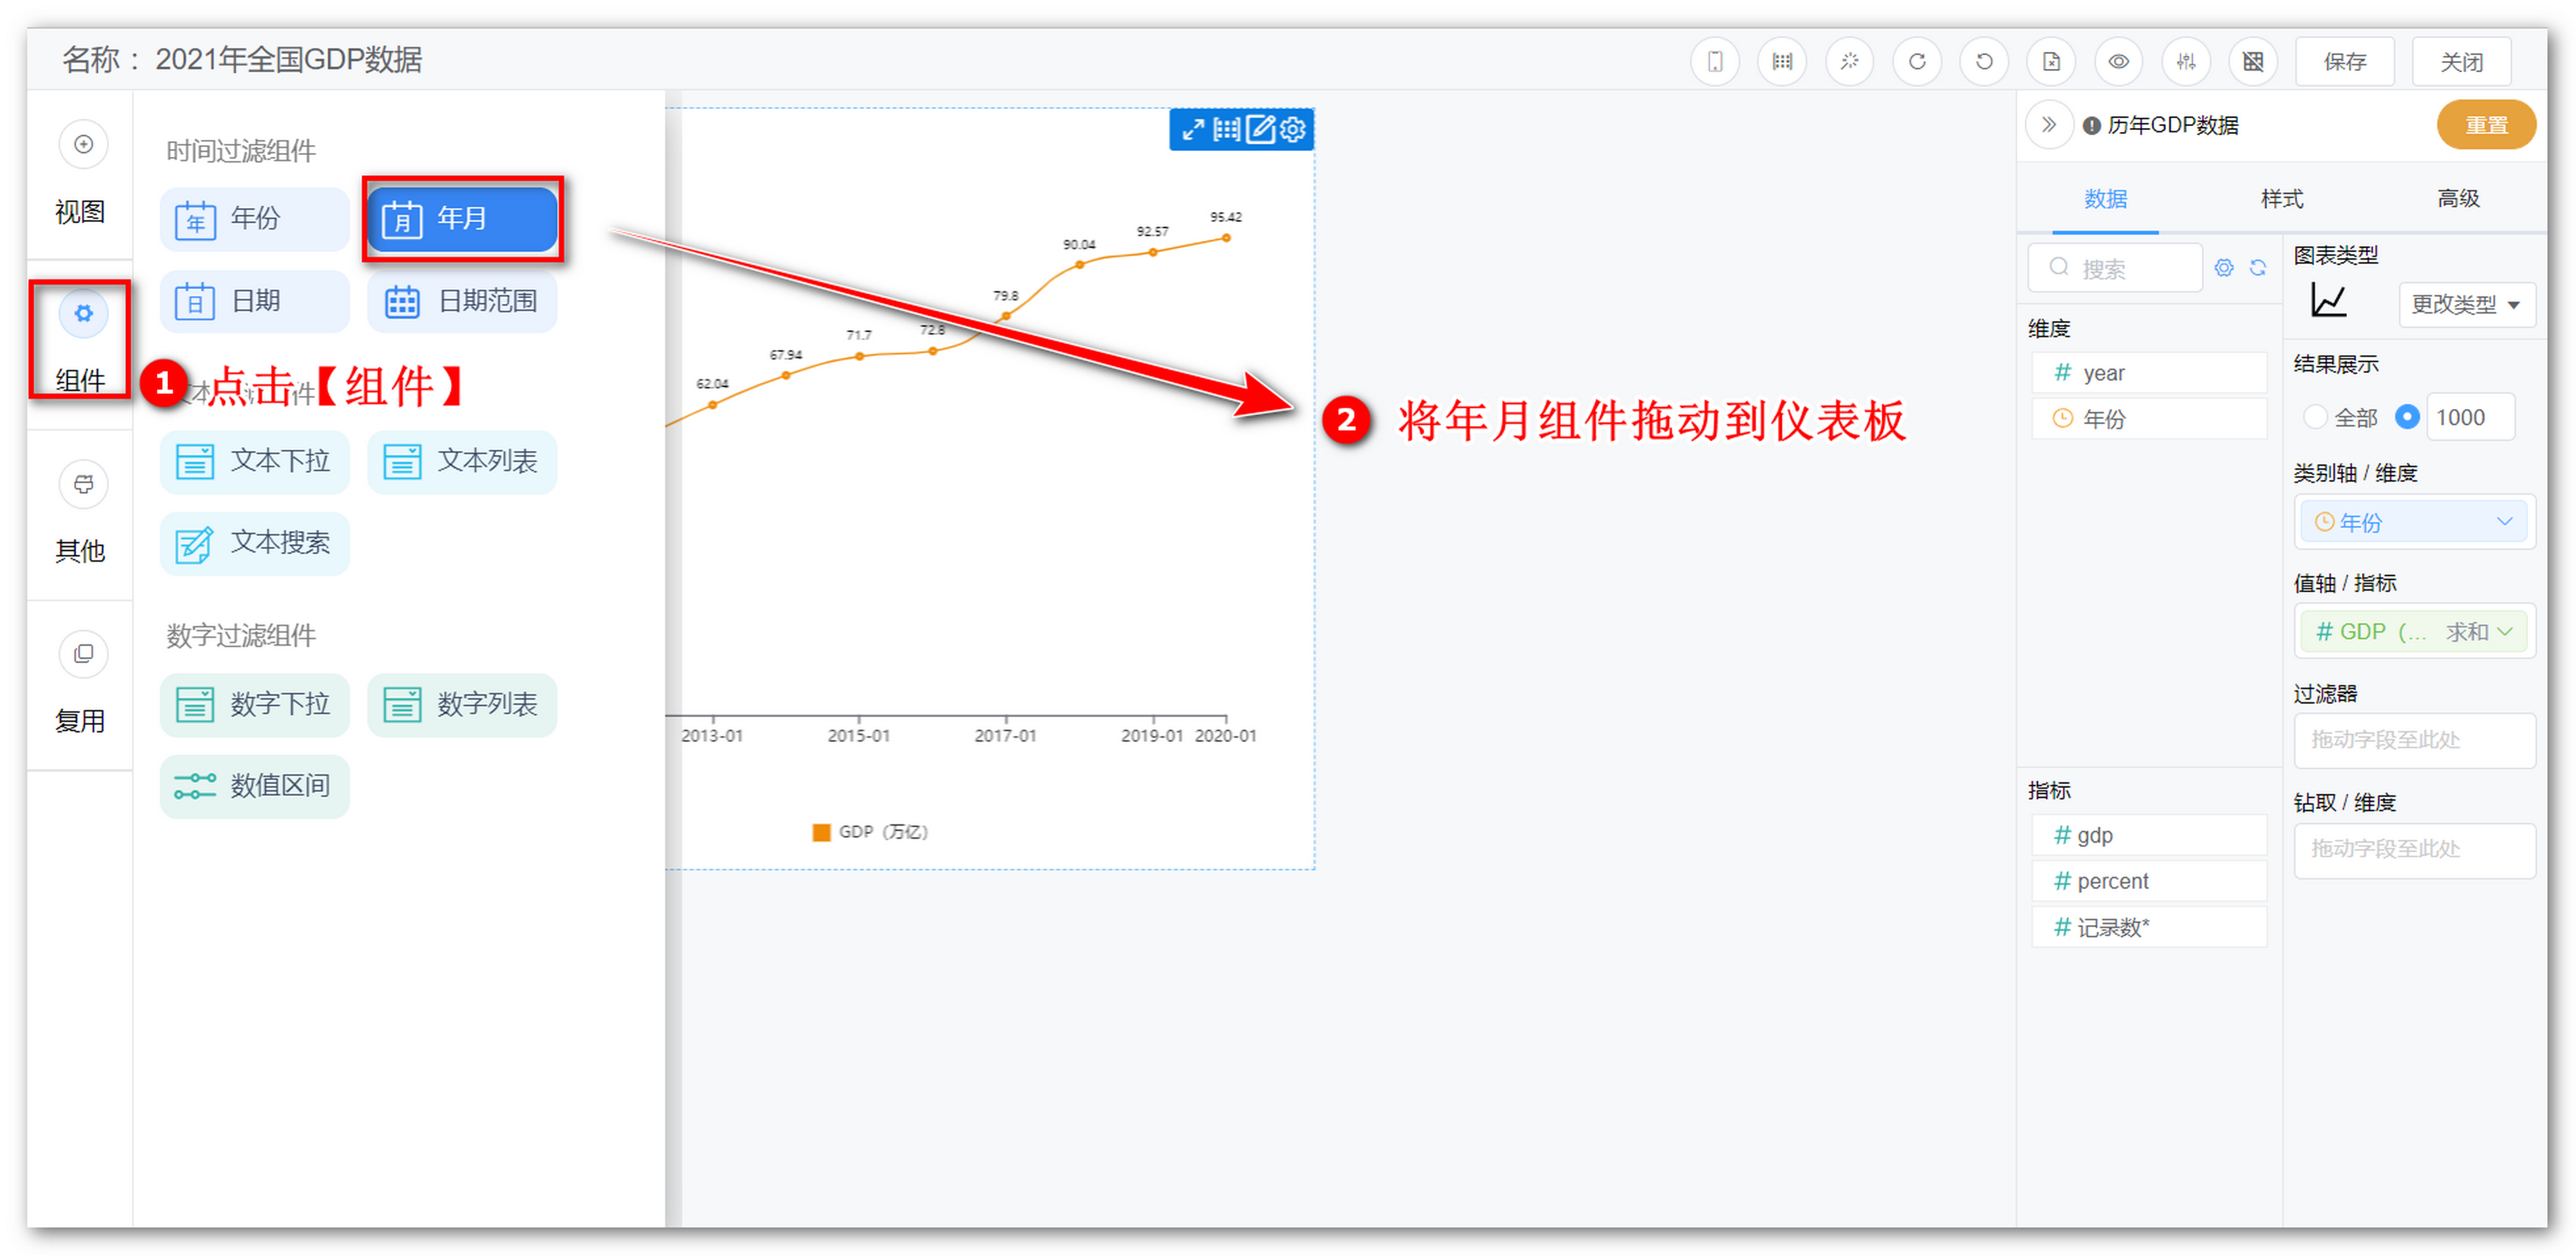 名称： 2021年全国GDP数据
保存
关闭
视图
组件
其他
复用
时间过滤组件
年 年份
月 年月
日 日期
日期范围
1 点击【组件】
文本下拉
文本列表
文本搜索
数字过滤组件
数字下拉
数字列表
数值区间
62.04
67.94
71.7
72.8
79.8
90.04
92.57
95.42
2 将年月组件拖动到仪表板
2013-01
2015-01
2017-01
2019-01
2020-01
GDP（万亿）
历年GDP数据
重置
数据
样式
高级
搜索
维度
# year
年份
指标
# gdp
# percent
# 记录数*
图表类型
更改类型
结果展示
全部
1000
类别轴 / 维度
年份
值轴 / 指标
# GDP（... 求和
过滤器
拖动字段至此处
钻取 / 维度
拖动字段至此处